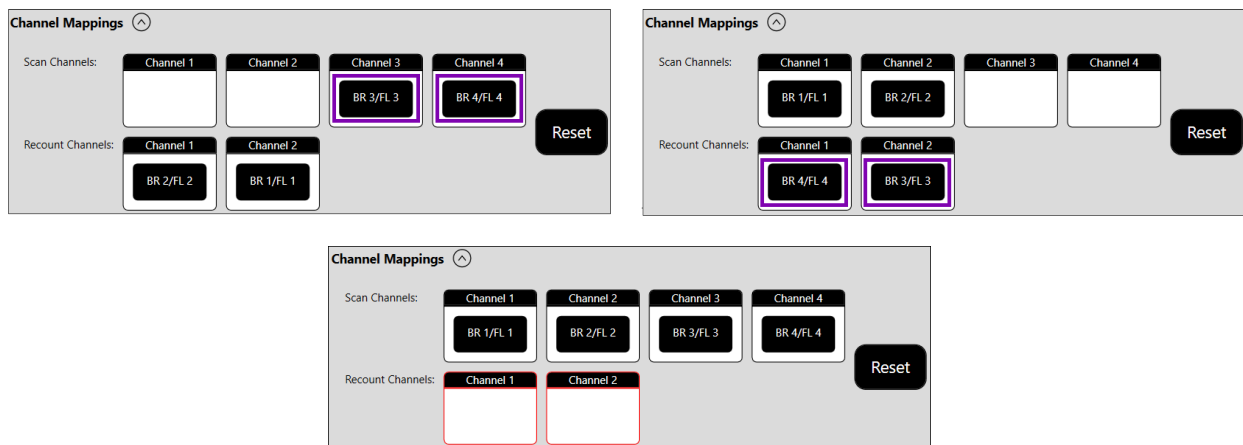 Channel Mappings
Scan Channels: Channel 1 Channel 2 Channel 3 Channel 4
BR 3/FL 3 BR 4/FL 4
Reset
Recount Channels: Channel 1 Channel 2
BR 2/FL 2 BR 1/FL 1
Channel Mappings
Scan Channels: Channel 1 Channel 2 Channel 3 Channel 4
BR 1/FL 1 BR 2/FL 2
Reset
Recount Channels: Channel 1 Channel 2
BR 4/FL 4 BR 3/FL 3
Channel Mappings
Scan Channels: Channel 1 Channel 2 Channel 3 Channel 4
BR 1/FL 1 BR 2/FL 2 BR 3/FL 3 BR 4/FL 4
Reset
Recount Channels: Channel 1 Channel 2